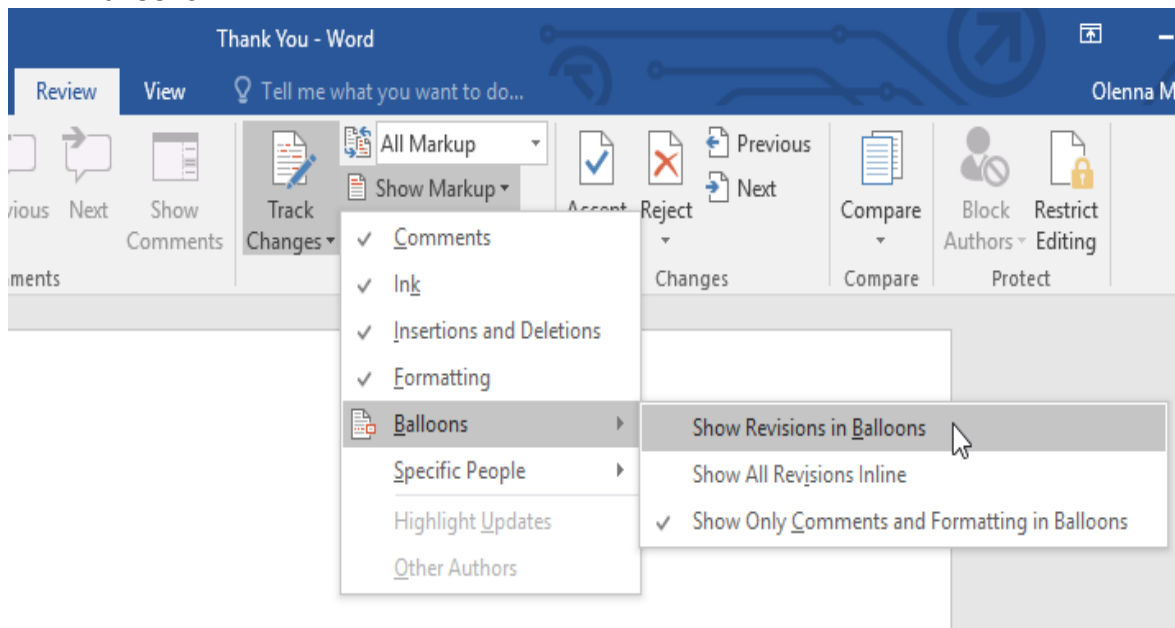 Thank You - Word
Review View Tell me what you want to do...
Olenna M
All Markup
Show Markup
Previous
Next
Next
Show Comments
Track Changes
Reject
Compare
Block Authors
Restrict Editing
Changes
Compare
Protect
Comments
Ink
Insertions and Deletions
Formatting
Balloons
Specific People
Highlight Updates
Other Authors
Show Revisions in Balloons
Show All Revisions Inline
Show Only Comments and Formatting in Balloons